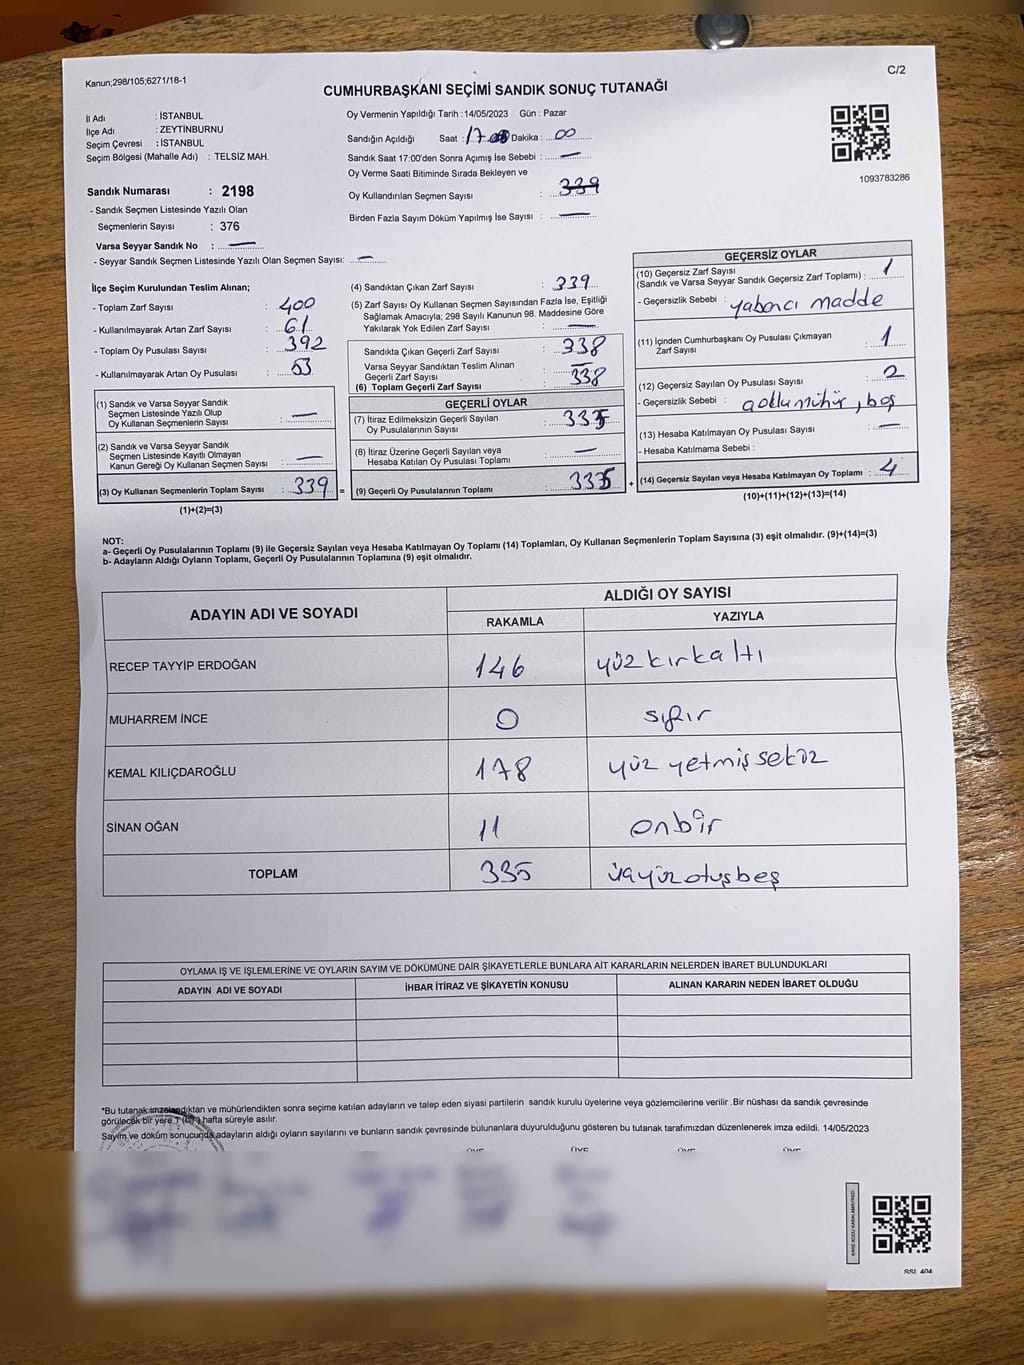 Kanun;298/105;6271/18-1
C/2
CUMHURBAŞKANI SEÇİMİ SANDIK SONUÇ TUTANAĞI
İl Adı : İSTANBUL
İlçe Adı : ZEYTİNBURNU
Seçim Çevresi : İSTANBUL
Seçim Bölgesi (Mahalle Adı) : TELSİZ MAH.
Sandık Numarası : 2198
- Sandık Seçmen Listesinde Yazılı Olan
Seçmenlerin Sayısı : 376
Varsa Seyyar Sandık No : —
- Seyyar Sandık Seçmen Listesinde Yazılı Olan Seçmen Sayısı: —
Oy Vermenin Yapıldığı Tarih :14/05/2023 Gün : Pazar
Sandığın Açıldığı Saat : 17 Dakika : 00
Sandık Saat 17:00'den Sonra Açımış İse Sebebi : —
Oy Verme Saati Bitiminde Sırada Bekleyen ve
Oy Kullandırılan Seçmen Sayısı : 339
Birden Fazla Sayım Döküm Yapılmış İse Sayısı : —
1093783286
İlçe Seçim Kurulundan Teslim Alınan;
- Toplam Zarf Sayısı : 400
- Kullanılmayarak Artan Zarf Sayısı : 61
- Toplam Oy Pusulası Sayısı : 392
- Kullanılmayarak Artan Oy Pusulası : 53
(1) Sandık ve Varsa Seyyar Sandık
Seçmen Listesinde Yazılı Olup
Oy Kullanan Seçmenlerin Sayısı : —
(2) Sandık ve Varsa Seyyar Sandık
Seçmen Listesinde Kayıtlı Olmayan
Kanun Gereği Oy Kullanan Seçmen Sayısı : —
(3) Oy Kullanan Seçmenlerin Toplam Sayısı : 339 =
(1)+(2)=(3)
(4) Sandıktan Çıkan Zarf Sayısı : 339
(5) Zarf Sayısı Oy Kullanan Seçmen Sayısından Fazla İse, Eşitliği
Sağlamak Amacıyla; 298 Sayılı Kanunun 98. Maddesine Göre
Yakılarak Yok Edilen Zarf Sayısı : —
Sandıkta Çıkan Geçerli Zarf Sayısı : 338
Varsa Seyyar Sandıktan Teslim Alınan
Geçerli Zarf Sayısı : —
(6) Toplam Geçerli Zarf Sayısı : 338
GEÇERLİ OYLAR
(7) İtiraz Edilmeksizin Geçerli Sayılan
Oy Pusulalarının Sayısı : 335
(8) İtiraz Üzerine Geçerli Sayılan veya
Hesaba Katılan Oy Pusulası Toplamı : —
(9) Geçerli Oy Pusulalarının Toplamı : 335 +
GEÇERSİZ OYLAR
(10) Geçersiz Zarf Sayısı
(Sandık ve Varsa Seyyar Sandık Geçersiz Zarf Toplamı) : 1
- Geçersizlik Sebebi : yabancı madde
(11) İçinden Cumhurbaşkanı Oy Pusulası Çıkmayan
Zarf Sayısı : 1
(12) Geçersiz Sayılan Oy Pusulası Sayısı : 2
- Geçersizlik Sebebi : çoklu mühür, boş
(13) Hesaba Katılmayan Oy Pusulası Sayısı : —
- Hesaba Katılmama Sebebi :
(14) Geçersiz Sayılan veya Hesaba Katılmayan Oy Toplamı : 4
(10)+(11)+(12)+(13)=(14)
NOT:
a- Geçerli Oy Pusulalarının Toplamı (9) ile Geçersiz Sayılan veya Hesaba Katılmayan Oy Toplamı (14) Toplamları, Oy Kullanan Seçmenlerin Toplam Sayısına (3) eşit olmalıdır. (9)+(14)=(3)
b- Adayların Aldığı Oyların Toplamı, Geçerli Oy Pusulalarının Toplamına (9) eşit olmalıdır.
ADAYIN ADI VE SOYADI
ALDIĞI OY SAYISI
RAKAMLA YAZIYLA
RECEP TAYYİP ERDOĞAN 146 yüz kırk altı
MUHARREM İNCE 0 sıfır
KEMAL KILIÇDAROĞLU 178 yüz yetmiş sekiz
SİNAN OĞAN 11 onbir
TOPLAM 335 üçyüzotuzbeş
OYLAMA İŞ VE İŞLEMLERİNE VE OYLARIN SAYIM VE DÖKÜMÜNE DAİR ŞİKAYETLERLE BUNLARA AİT KARARLARIN NELERDEN İBARET BULUNDUKLARI
ADAYIN ADI VE SOYADI İHBAR İTİRAZ VE ŞİKAYETİN KONUSU ALINAN KARARIN NEDEN İBARET OLDUĞU
*Bu tutanak imzalandıktan ve mühürlendikten sonra seçime katılan adayların ve talep eden siyasi partilerin sandık kurulu üyelerine veya gözlemcilerine verilir .Bir nüshası da sandık çevresinde
görülecek bir yere 1 (bir) hafta süreyle asılır.
Sayım ve döküm sonucunda adayların aldığı oyların sayılarını ve bunların sandık çevresinde bulunanlara duyurulduğunu gösteren bu tutanak tarafımızdan düzenlenerek imza edildi. 14/05/2023
ÜYE ÜYE ÜYE ÜYE